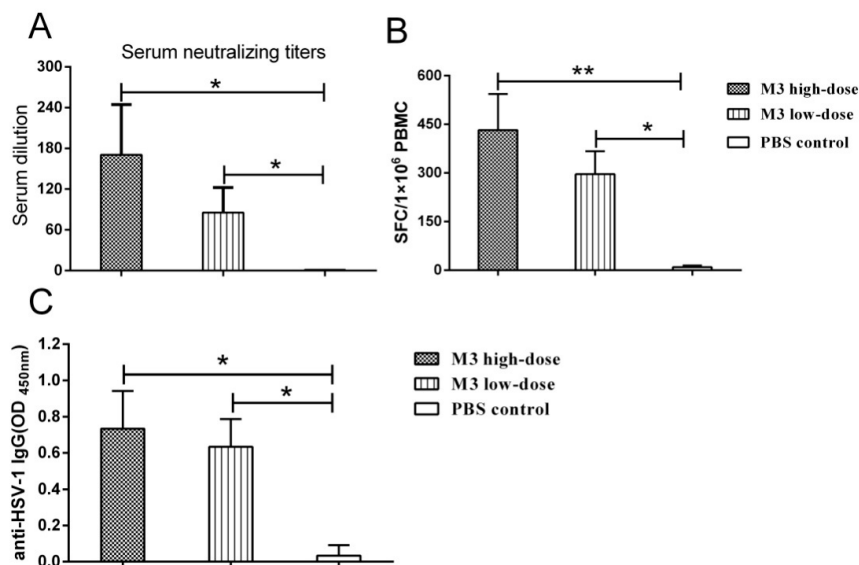 A
Serum neutralizing titers
Serum dilution
300
240
180
120
60
0
*
*
B
SFC/1×10⁶ PBMC
600
450
300
150
0
**
*
M3 high-dose
M3 low-dose
PBS control
C
anti-HSV-1 IgG(OD 450nm)
1.2
1.0
0.8
0.6
0.4
0.2
0.0
*
*
M3 high-dose
M3 low-dose
PBS control